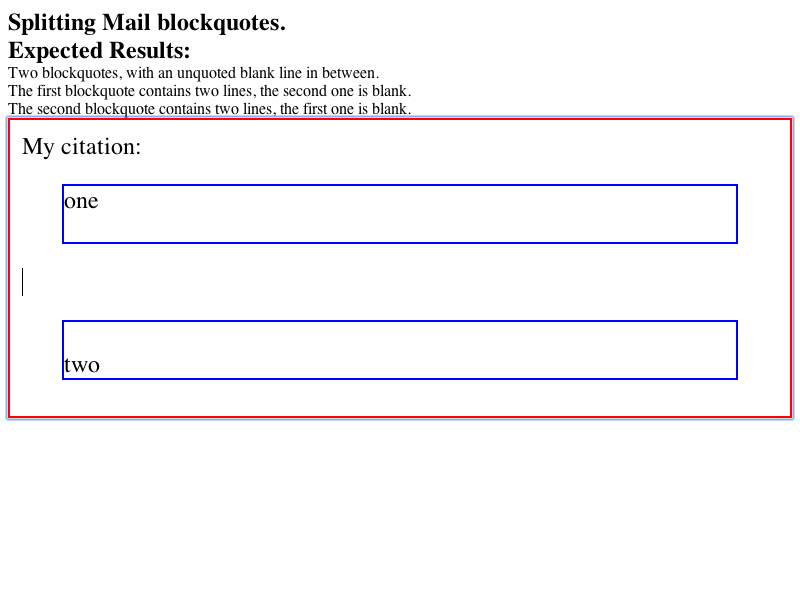 Splitting Mail blockquotes.
Expected Results:
Two blockquotes, with an unquoted blank line in between.
The first blockquote contains two lines, the second one is blank.
The second blockquote contains two lines, the first one is blank.
My citation:
one
two